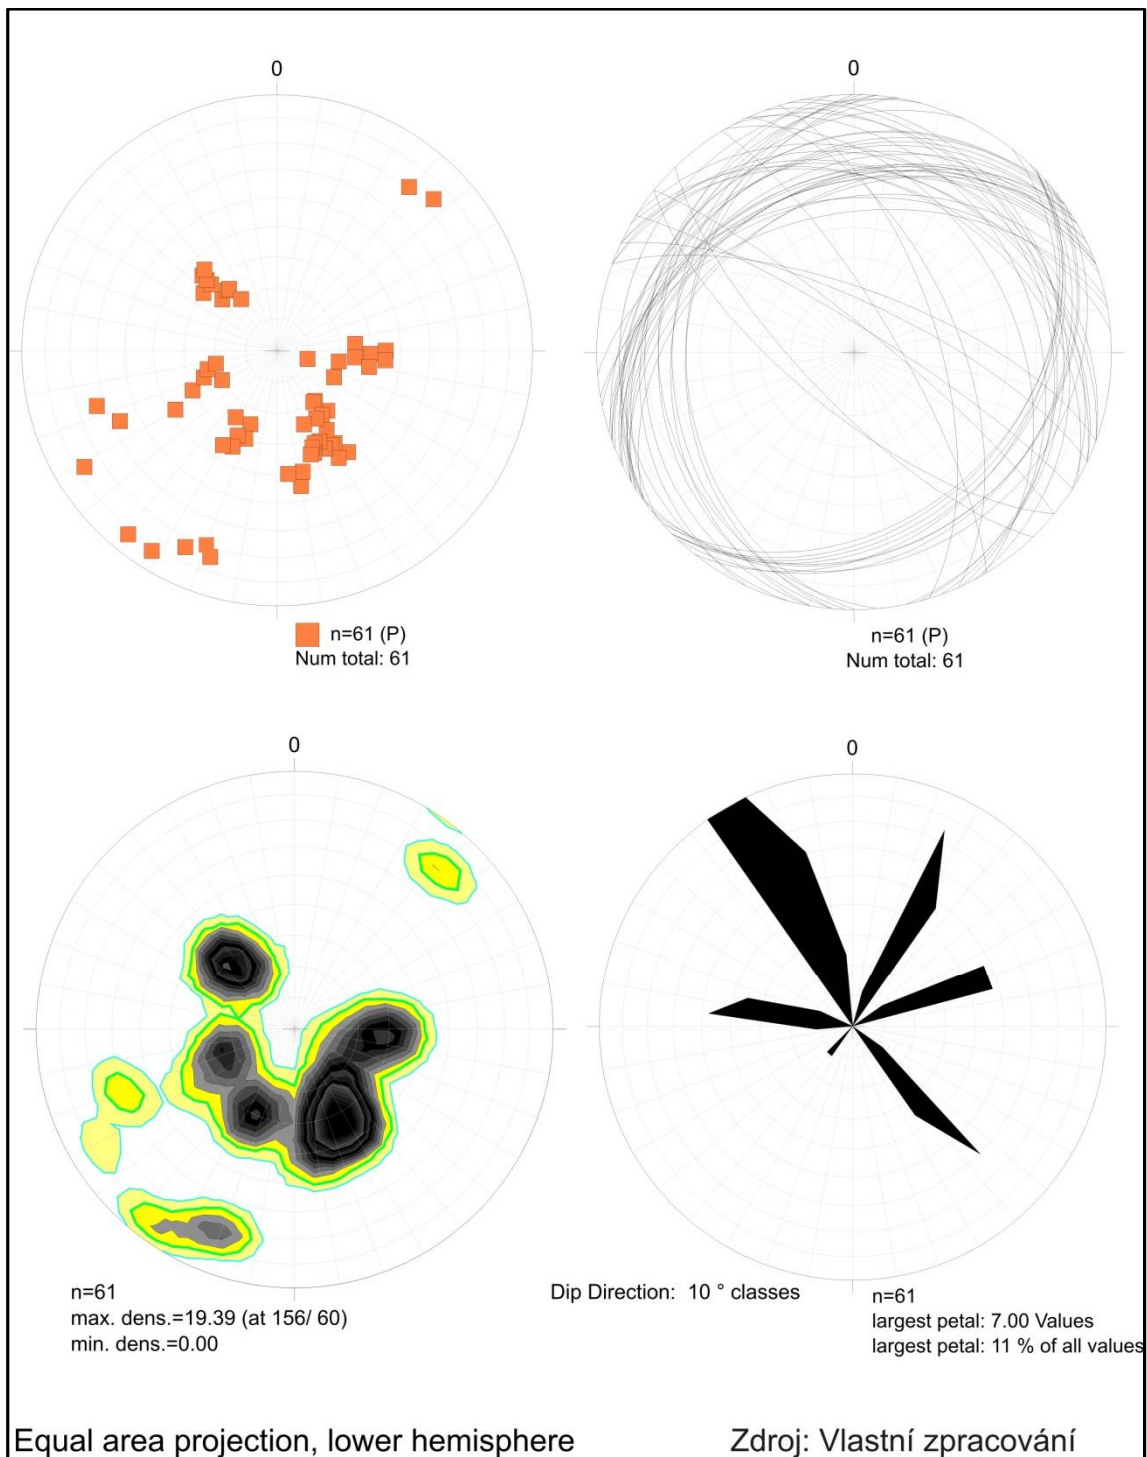 0
0
n=61 (P)
Num total: 61
n=61 (P)
Num total: 61
0
0
n=61
max. dens.=19.39 (at 156/ 60)
min. dens.=0.00
Dip Direction:  10 ° classes
n=61
largest petal: 7.00 Values
largest petal: 11 % of all values
Equal area projection, lower hemisphere
Zdroj: Vlastní zpracování